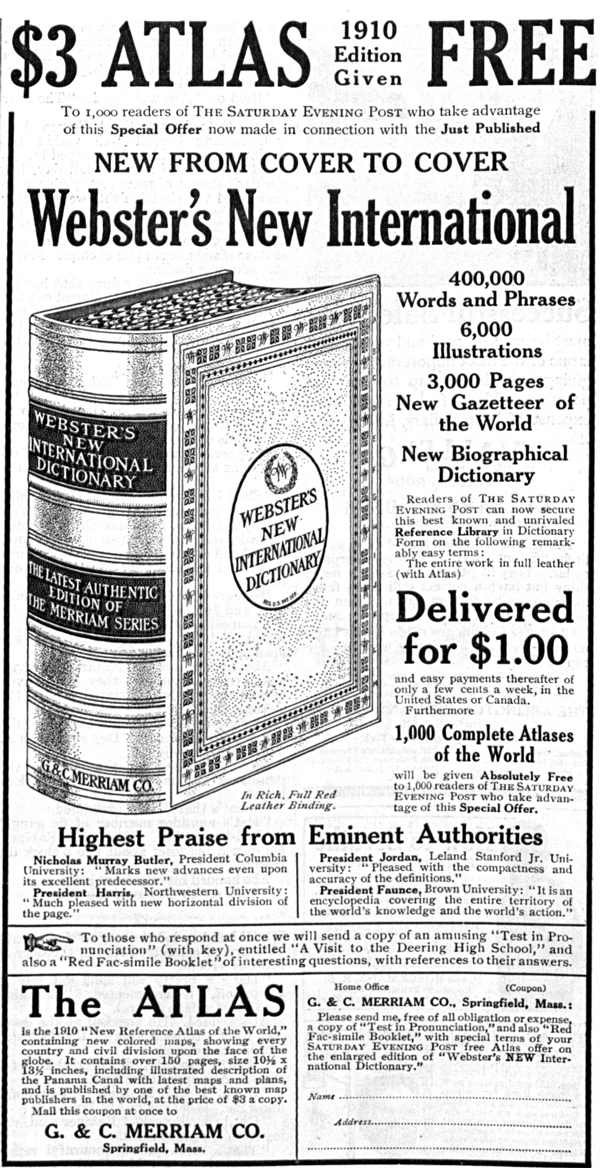 $3 ATLAS 1910 Edition Given FREE
To 1,000 readers of THE SATURDAY EVENING POST who take advantage
of this Special Offer now made in connection with the Just Published
NEW FROM COVER TO COVER
Webster's New International
WEBSTER'S
NEW
INTERNATIONAL
DICTIONARY
THE LATEST AUTHENTIC
EDITION OF
THE MERRIAM SERIES
G. & C. MERRIAM CO.
W
WEBSTER'S
NEW
INTERNATIONAL
DICTIONARY
REG. U.S. PAT. OFF.
In Rich, Full Red
Leather Binding.
400,000
Words and Phrases
6,000
Illustrations
3,000 Pages
New Gazetteer of
the World
New Biographical
Dictionary
Readers of THE SATURDAY
EVENING POST can now secure
this best known and unrivaled
Reference Library in Dictionary
Form on the following remark-
ably easy terms:
The entire work in full leather
(with Atlas)
Delivered
for $1.00
and easy payments thereafter of
only a few cents a week, in the
United States or Canada.
Furthermore
1,000 Complete Atlases
of the World
will be given Absolutely Free
to 1,000 readers of THE SATURDAY
EVENING POST who take advan-
tage of this Special Offer.
Highest Praise from Eminent Authorities
Nicholas Murray Butler, President Columbia
University: "Marks new advances even upon
its excellent predecessor."
President Harris, Northwestern University:
"Much pleased with new horizontal division of
the page."
President Jordan, Leland Stanford Jr. Uni-
versity: "Pleased with the compactness and
accuracy of the definitions."
President Faunce, Brown University: "It is an
encyclopedia covering the entire territory of
the world's knowledge and the world's action."
To those who respond at once we will send a copy of an amusing "Test in Pro-
nunciation" (with key), entitled "A Visit to the Deering High School," and
also a "Red Fac-simile Booklet" of interesting questions, with references to their answers.
The ATLAS
is the 1910 "New Reference Atlas of the World,"
containing new colored maps, showing every
country and civil division upon the face of the
globe. It contains over 150 pages, size 10½ x
13½ inches, including illustrated description of
the Panama Canal with latest maps and plans,
and is published by one of the best known map
publishers in the world, at the price of $3 a copy.
Mail this coupon at once to
G. & C. MERRIAM CO.
Springfield, Mass.
Home Office (Coupon)
G. & C. MERRIAM CO., Springfield, Mass.:
Please send me, free of all obligation or expense,
a copy of "Test in Pronunciation," and also "Red
Fac-simile Booklet," with special terms of your
SATURDAY EVENING POST free Atlas offer on
the enlarged edition of "Webster's NEW Inter-
national Dictionary."
Name
Address